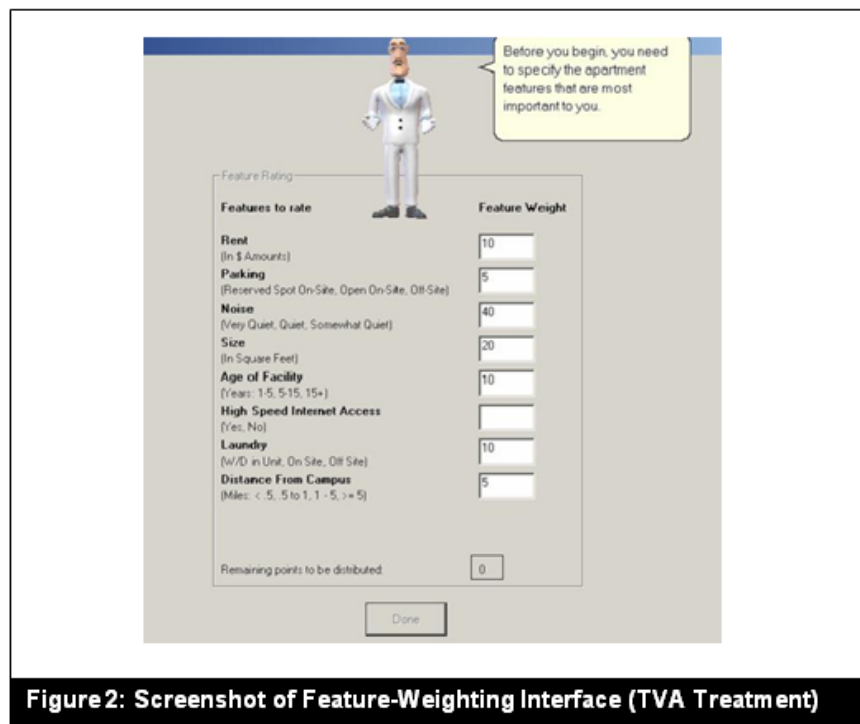 Before you begin, you need
to specify the apartment
features that are most
important to you.
Feature Rating
Features to rate Feature Weight
Rent 10
(In $ Amounts)
Parking 5
(Reserved Spot On-Site, Open On-Site, Off-Site)
Noise 40
(Very Quiet, Quiet, Somewhat Quiet)
Size 20
(In Square Feet)
Age of Facility 10
(Years: 1-5, 5-15, 15+)
High Speed Internet Access
(Yes, No)
Laundry 10
(W/D in Unit, On Site, Off Site)
Distance From Campus 5
(Miles: < .5, .5 to 1, 1 - 5, >= 5)
Remaining points to be distributed: 0
Done
Figure 2: Screenshot of Feature-Weighting Interface (TVA Treatment)